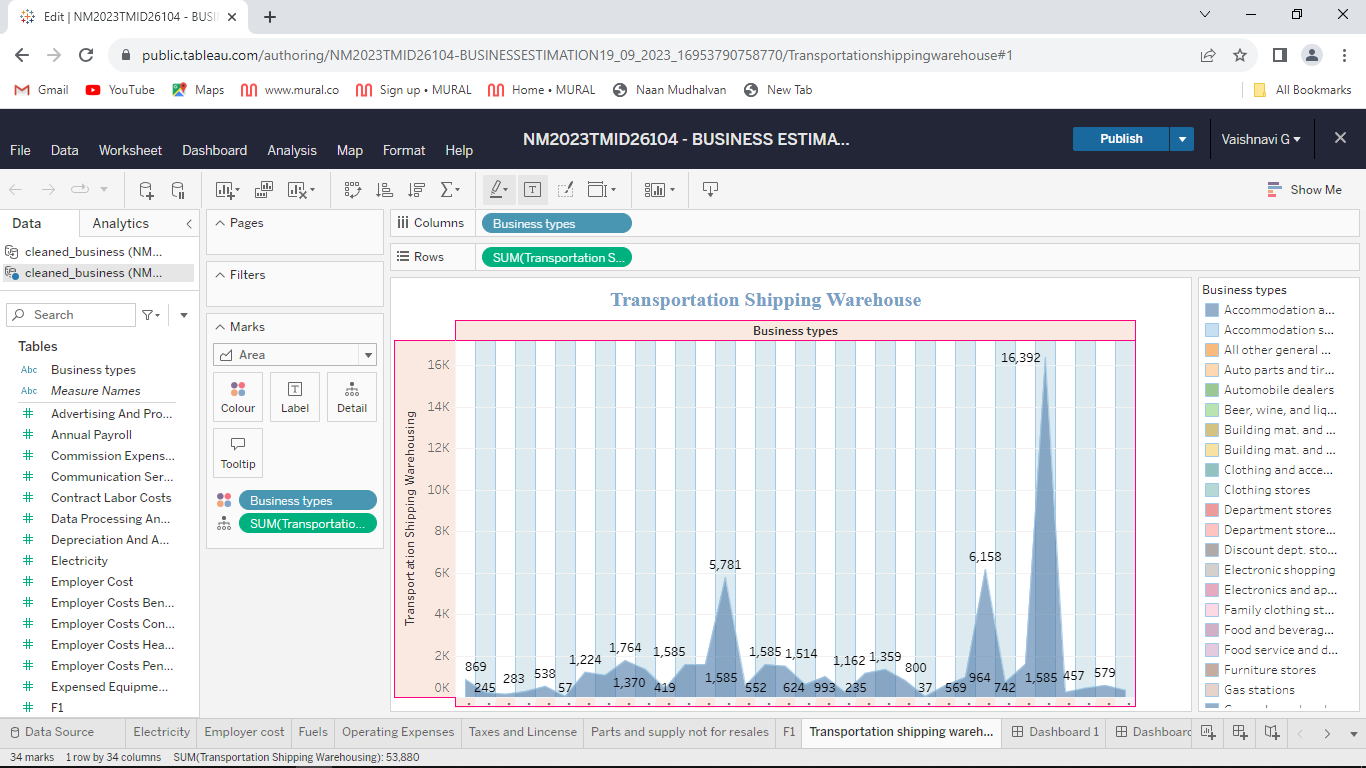 Edit | NM2023TMID26104 - BUSI
public.tableau.com/authoring/NM2023TMID26104-BUSINESSESTIMATION19_09_2023_16953790758770/Transportationshippingwarehouse#1
Gmail YouTube Maps www.mural.co Sign up • MURAL Home • MURAL Naan Mudhalvan New Tab All Bookmarks
NM2023TMID26104 - BUSINESS ESTIMA... Publish Vaishnavi G
File Data Worksheet Dashboard Analysis Map Format Help
Show Me
Data Analytics
cleaned_business (NM...
cleaned_business (NM...
Search
Tables
Abc Business types
Abc Measure Names
Advertising And Pro...
Annual Payroll
Commission Expens...
Communication Ser...
Contract Labor Costs
Data Processing An...
Depreciation And A...
Electricity
Employer Cost
Employer Costs Ben...
Employer Costs Con...
Employer Costs Hea...
Employer Costs Pen...
Expensed Equipme...
F1
Pages
Filters
Marks
Area
Colour Label Detail
Tooltip
Business types
SUM(Transportatio...
Columns Business types
Rows SUM(Transportation S...
Transportation Shipping Warehouse
Business types
Transportation Shipping Warehousing
16K
14K
12K
10K
8K
6K
4K
2K
0K
16,392
6,158
5,781
1,764 1,585 1,585 1,514
1,224 1,162 1,359
869 283 538 800 964 1,585 457 579
245 57 1,370 419 1,585 552 624 993 235 37 569 742
Business types
Accommodation a...
Accommodation s...
All other general ...
Auto parts and tir...
Automobile dealers
Beer, wine, and liq...
Building mat. and ...
Building mat. and ...
Clothing and acce...
Clothing stores
Department stores
Department store...
Discount dept. sto...
Electronic shopping
Electronics and ap...
Family clothing st...
Food and beverag...
Food service and d...
Furniture stores
Gas stations
Data Source Electricity Employer cost Fuels Operating Expenses Taxes and Lincense Parts and supply not for resales F1 Transportation shipping wareh... Dashboard 1 Dashboard
34 marks 1 row by 34 columns SUM(Transportation Shipping Warehousing): 53,880